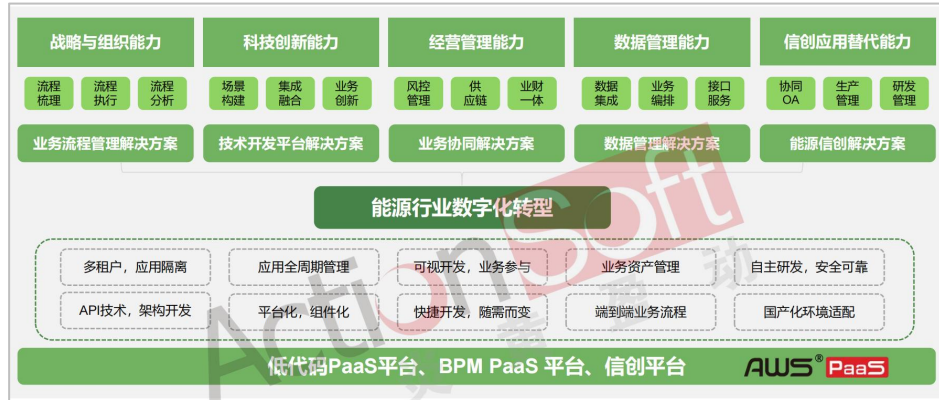 战略与组织能力
科技创新能力
经营管理能力
数据管理能力
信创应用替代能力
流程
梳理
流程
执行
流程
分析
场景
构建
集成
融合
业务
创新
风控
管理
供
应链
业财
一体
数据
集成
业务
编排
接口
服务
协同
OA
生产
管理
研发
管理
业务流程管理解决方案
技术开发平台解决方案
业务协同解决方案
数据管理解决方案
能源信创解决方案
能源行业数字化转型
多租户，应用隔离
应用全周期管理
可视开发，业务参与
业务资产管理
自主研发，安全可靠
API技术，架构开发
平台化，组件化
快捷开发，随需而变
端到端业务流程
国产化环境适配
低代码PaaS平台、BPM PaaS 平台、信创平台
AWS® PaaS
ActionSoft
炎黄盈动